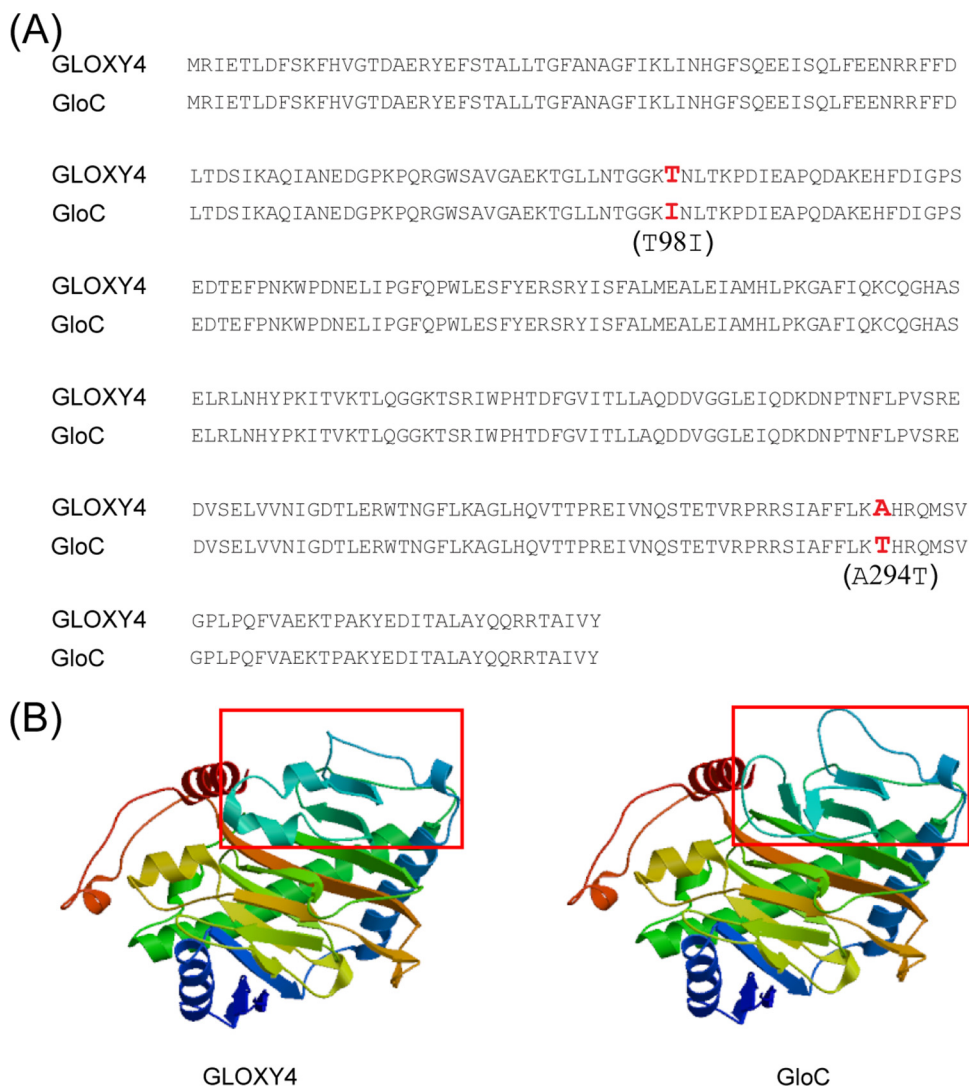 (A)
GLOXY4 MRIETLDFSKFHVGTDAERYEFSTALLTGFANAGFIKLINHGFSQEEISQLFEENRRFFD
GloC MRIETLDFSKFHVGTDAERYEFSTALLTGFANAGFIKLINHGFSQEEISQLFEENRRFFD
GLOXY4 LTDSIKAQIANEDGPKPQRGWSAVGAEKTGLLNTGGKTNLTKPDIEAPQDAKEHFDIGPS
GloC LTDSIKAQIANEDGPKPQRGWSAVGAEKTGLLNTGGKINLTKPDIEAPQDAKEHFDIGPS
(T98I)
GLOXY4 EDTEFPNKWPDNELIPGFQPWLESFYERSRYISFALMEALEIAMHLPKGAFIQKCQGHAS
GloC EDTEFPNKWPDNELIPGFQPWLESFYERSRYISFALMEALEIAMHLPKGAFIQKCQGHAS
GLOXY4 ELRLNHYPKITVKTLQGGKTSRIWPHTDFGVITLLAQDDVGGLEIQDKDNPTNFLPVSRE
GloC ELRLNHYPKITVKTLQGGKTSRIWPHTDFGVITLLAQDDVGGLEIQDKDNPTNFLPVSRE
GLOXY4 DVSELVVNIGDTLERWTNGFLKAGLHQVTTPREIVNQSTETVRPRRSIAFFLKAHRQMSV
GloC DVSELVVNIGDTLERWTNGFLKAGLHQVTTPREIVNQSTETVRPRRSIAFFLKTHRQMSV
(A294T)
GLOXY4 GPLPQFVAEKTPAKYEDITALAYQQRRTAIVY
GloC GPLPQFVAEKTPAKYEDITALAYQQRRTAIVY
(B)
GLOXY4 GloC